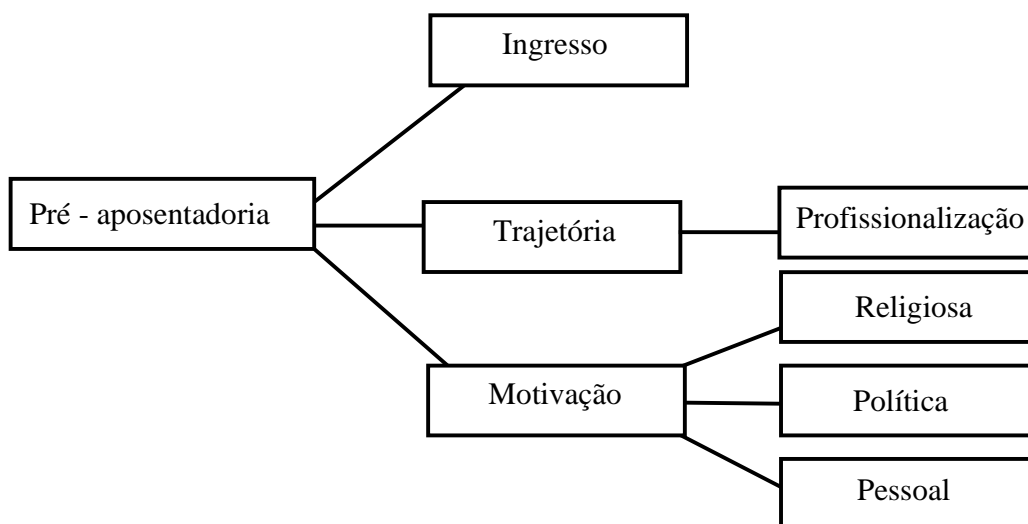 Ingresso
Pré - aposentadoria
Trajetória
Profissionalização
Religiosa
Motivação
Política
Pessoal